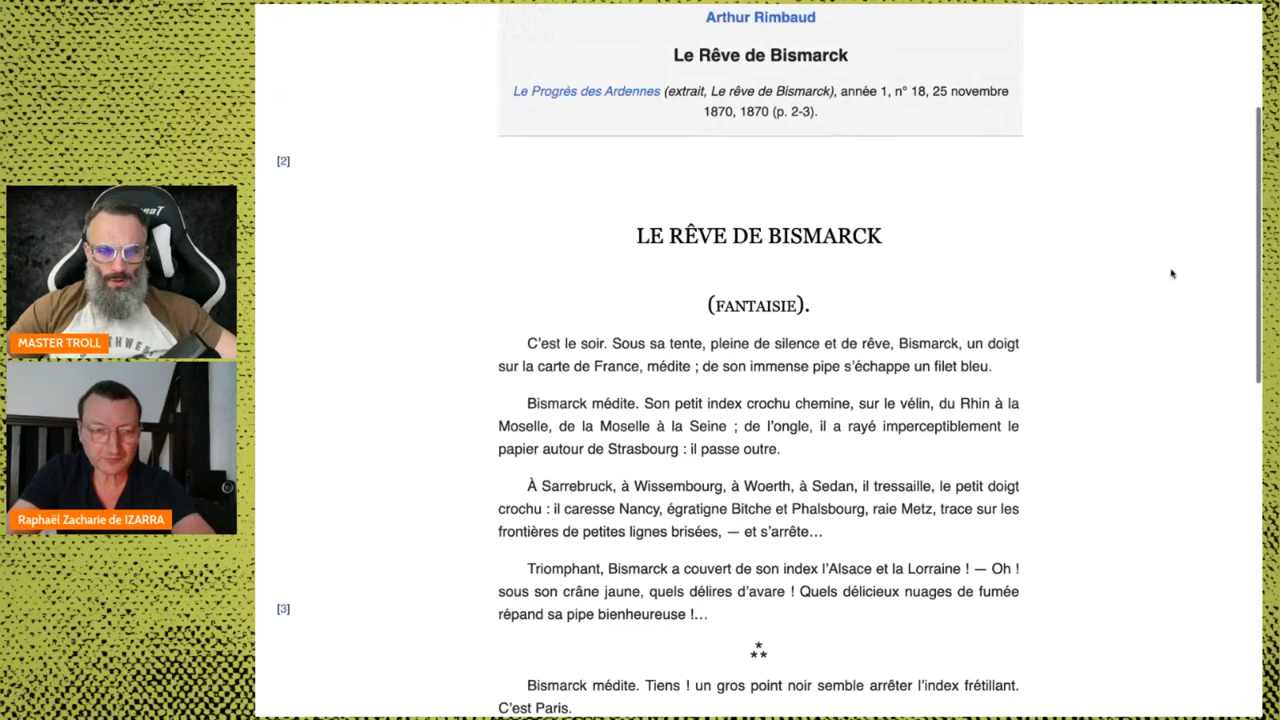 Arthur Rimbaud
Le Rêve de Bismarck
Le Progrès des Ardennes (extrait, Le rêve de Bismarck), année 1, n° 18, 25 novembre
1870, 1870 (p. 2-3).
[2]
LE RÊVE DE BISMARCK
(FANTAISIE).
C’est le soir. Sous sa tente, pleine de silence et de rêve, Bismarck, un doigt
sur la carte de France, médite ; de son immense pipe s’échappe un filet bleu.
Bismarck médite. Son petit index crochu chemine, sur le vélin, du Rhin à la
Moselle, de la Moselle à la Seine ; de l’ongle, il a rayé imperceptiblement le
papier autour de Strasbourg : il passe outre.
À Sarrebruck, à Wissembourg, à Woerth, à Sedan, il tressaille, le petit doigt
crochu : il caresse Nancy, égratigne Bitche et Phalsbourg, raie Metz, trace sur les
frontières de petites lignes brisées, — et s’arrête…
Triomphant, Bismarck a couvert de son index l’Alsace et la Lorraine ! — Oh !
sous son crâne jaune, quels délires d’avare ! Quels délicieux nuages de fumée
[3]
répand sa pipe bienheureuse !…
*
**
Bismarck médite. Tiens ! un gros point noir semble arrêter l’index frétillant.
C’est Paris.
MASTER TROLL
Raphaël Zacharie de IZARRA